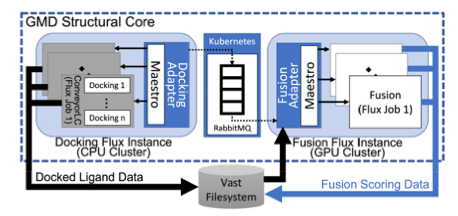 GMD Structural Core
ConveyorLC
(Flux Job 1)
Docking 1
Docking n
Maestro
Docking
Adapter
Kubernetes
RabbitMQ
Fusion
Adapter
Maestro
Fusion
(Flux Job 1)
Docking Flux Instance
(CPU Cluster)
Fusion Flux Instance
(GPU Cluster)
Docked Ligand Data
Vast
Filesystem
Fusion Scoring Data